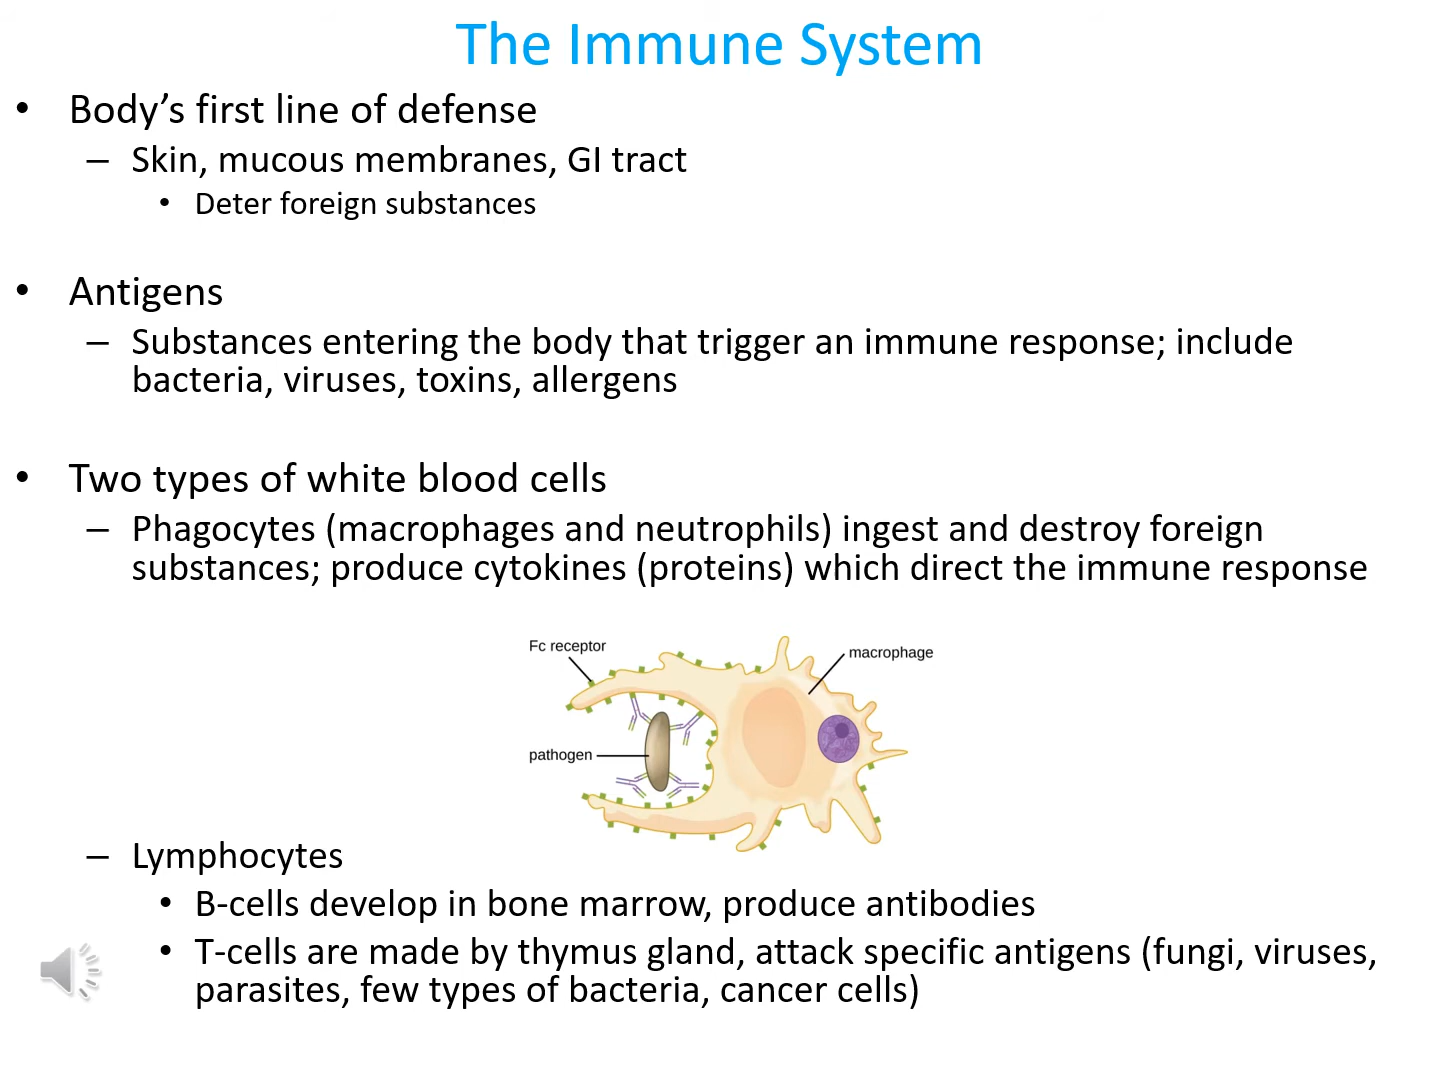 The Immune System
• Body’s first line of defense
– Skin, mucous membranes, GI tract
• Deter foreign substances
• Antigens
– Substances entering the body that trigger an immune response; include
bacteria, viruses, toxins, allergens
• Two types of white blood cells
– Phagocytes (macrophages and neutrophils) ingest and destroy foreign
substances; produce cytokines (proteins) which direct the immune response
Fc receptor
macrophage
pathogen
– Lymphocytes
• B-cells develop in bone marrow, produce antibodies
• T-cells are made by thymus gland, attack specific antigens (fungi, viruses,
parasites, few types of bacteria, cancer cells)